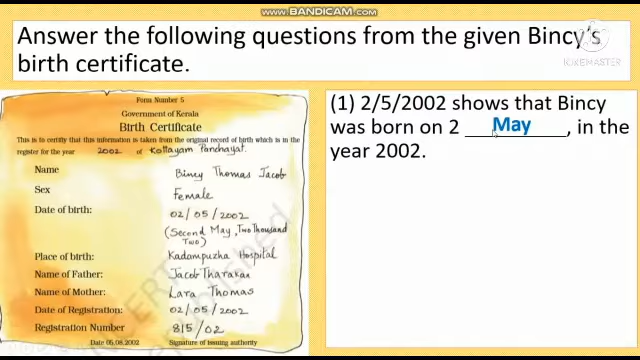 WWW.BANDICAM.COM
Answer the following questions from the given Bincy's
birth certificate.
KINEMASTER
Form Number 5
Government of Kerala
Birth Certificate
This is to certify that this information is taken from the original record of birth which is in the
register for the year 2002 of Kottayam Panchayat.
Name Bincy Thomas Jacob
Sex Female
Date of birth: 02/05/2002
(Second May, Two Thousand
Two)
Place of birth: Kadampuzha Hospital
Name of Father: Jacob Tharakan
Name of Mother: Lara Thomas
Date of Registration: 02/05/2002
Registration Number 815/02
Date 05.08.2002 Signature of issuing authority
(1) 2/5/2002 shows that Bincy
was born on 2 May, in the
year 2002.